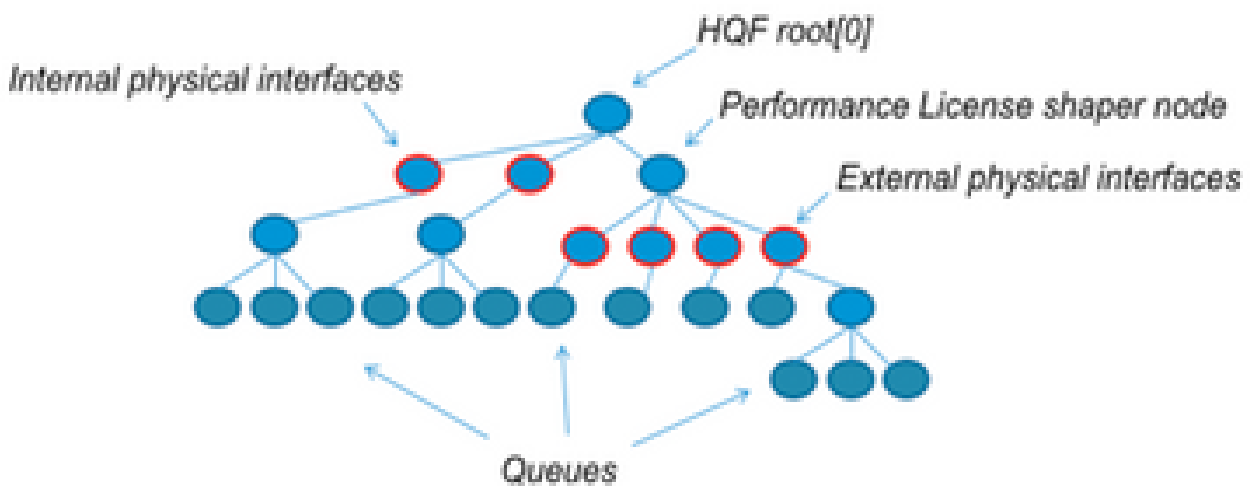 HQF root[0]
Internal physical interfaces
Performance License shaper node
External physical interfaces
Queues